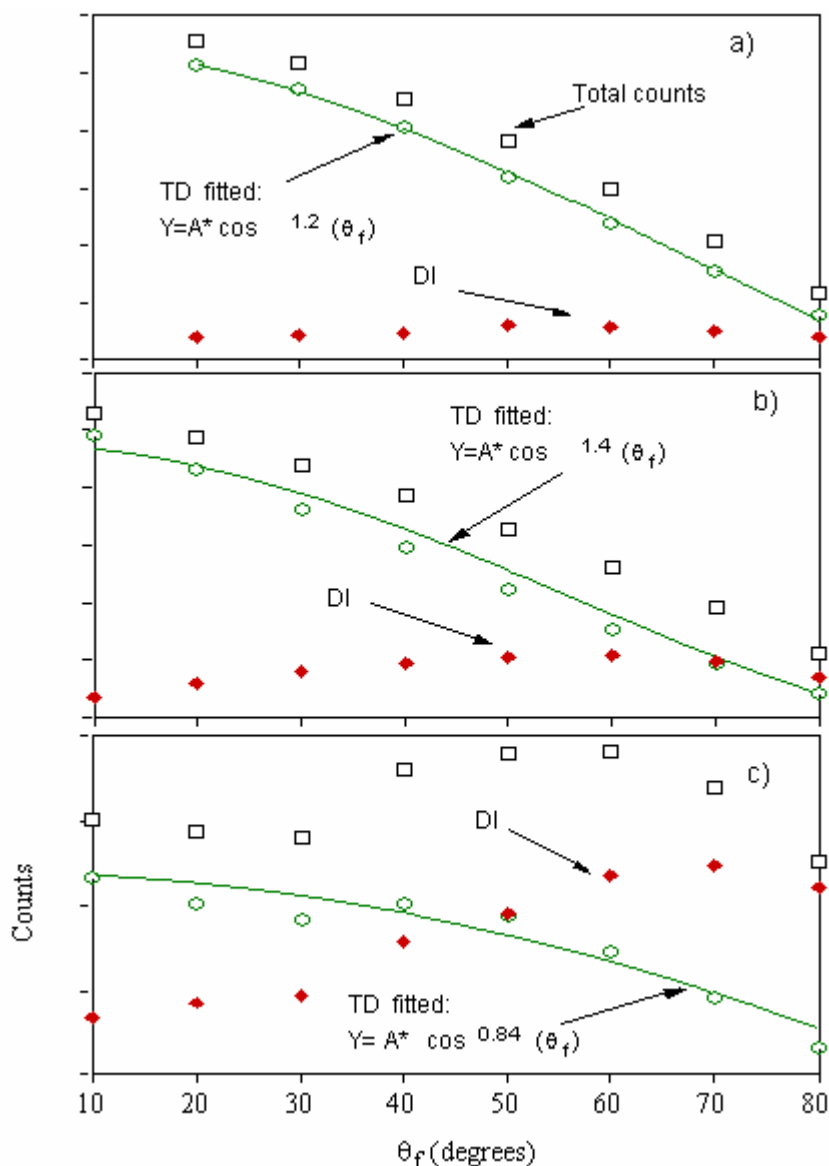 a)
Total counts
TD fitted:
Y=A* cos 1.2 (θf)
DI
b)
TD fitted:
Y=A* cos 1.4 (θf)
DI
c)
DI
TD fitted:
Y= A* cos 0.84 (θf)
Counts
10 20 30 40 50 60 70 80
θf (degrees)